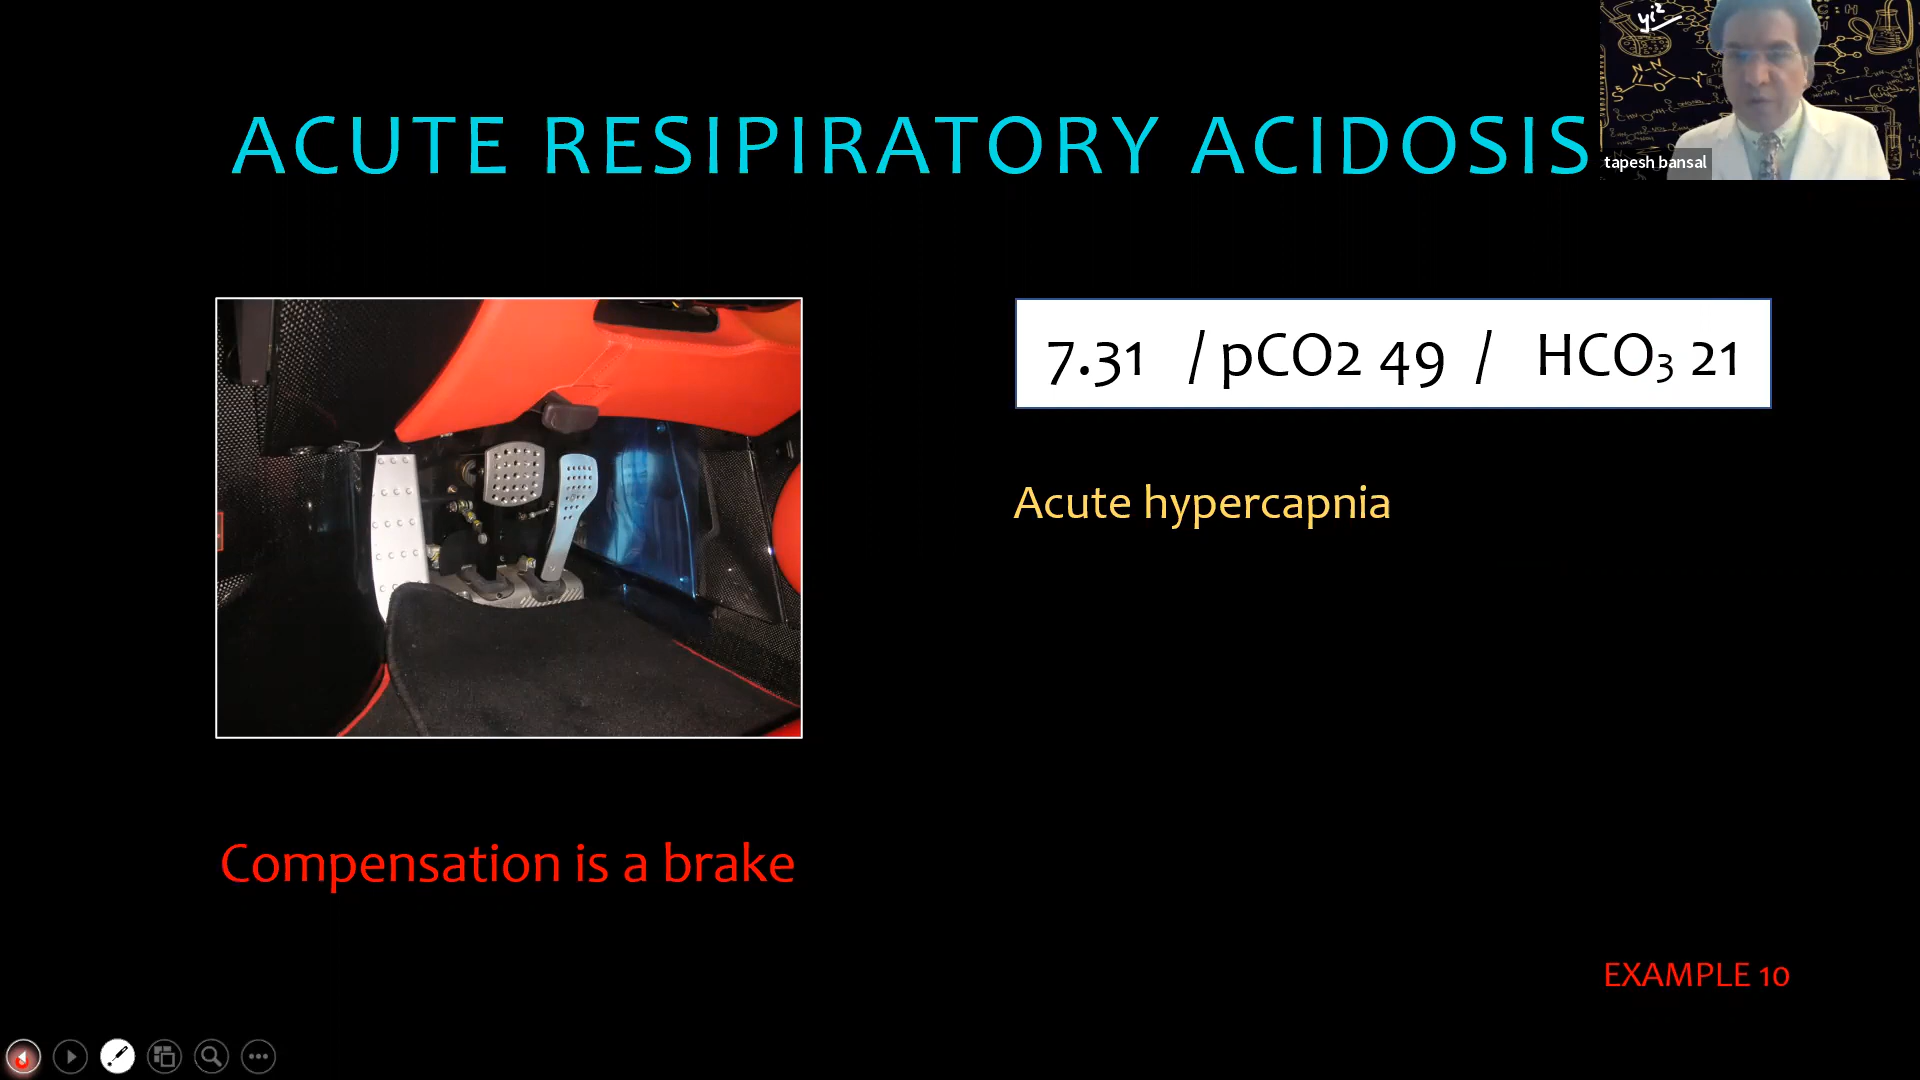 ACUTE RESIPIRATORY ACIDOSIS
tapesh bansal
7.31 / pCO2 49 / HCO₃ 21
Acute hypercapnia
Compensation is a brake
EXAMPLE 10